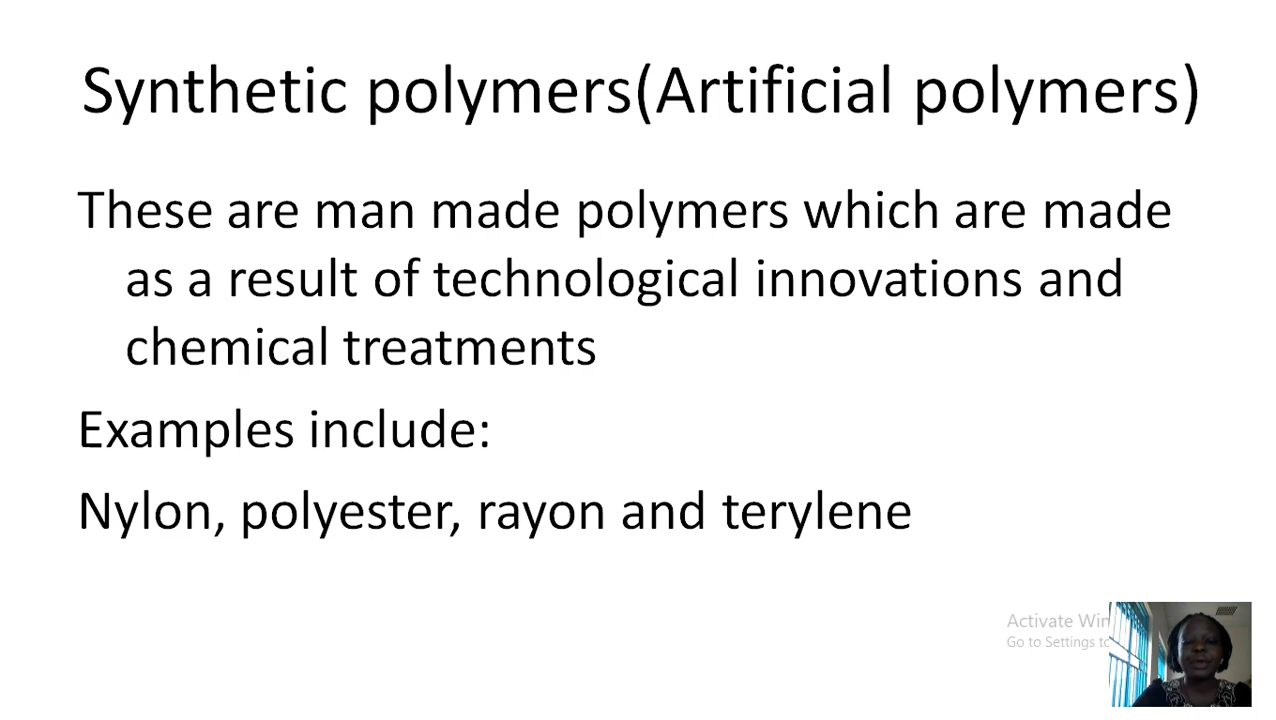 Synthetic polymers(Artificial polymers)
These are man made polymers which are made
as a result of technological innovations and
chemical treatments
Examples include:
Nylon, polyester, rayon and terylene
Activate
Go to Settings